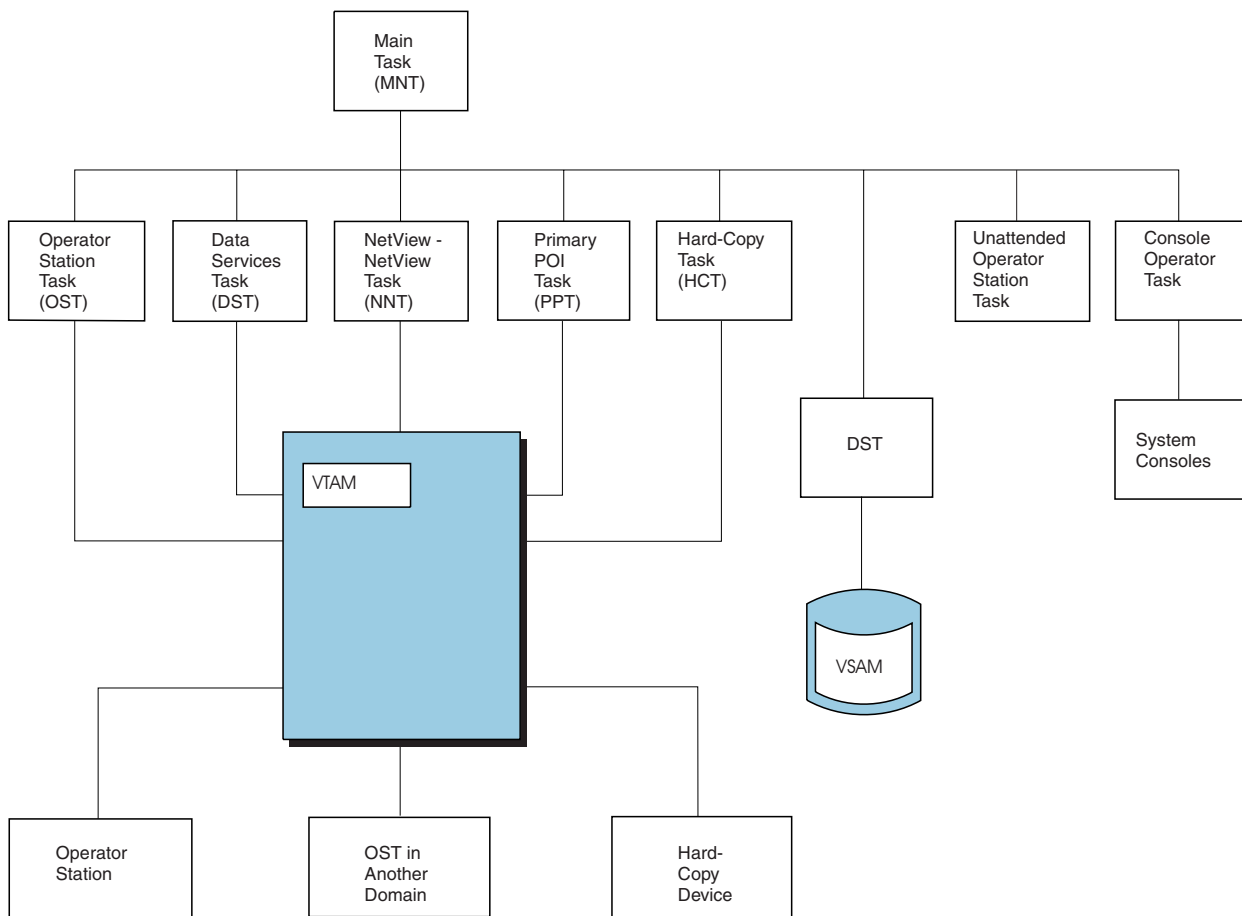 Main
Task
(MNT)
Operator
Station
Task
(OST)
Data
Services
Task
(DST)
NetView -
NetView
Task
(NNT)
Primary
POI
Task
(PPT)
Hard-Copy
Task
(HCT)
Unattended
Operator
Station
Task
Console
Operator
Task
DST
System
Consoles
VTAM
VSAM
Operator
Station
OST in
Another
Domain
Hard-
Copy
Device